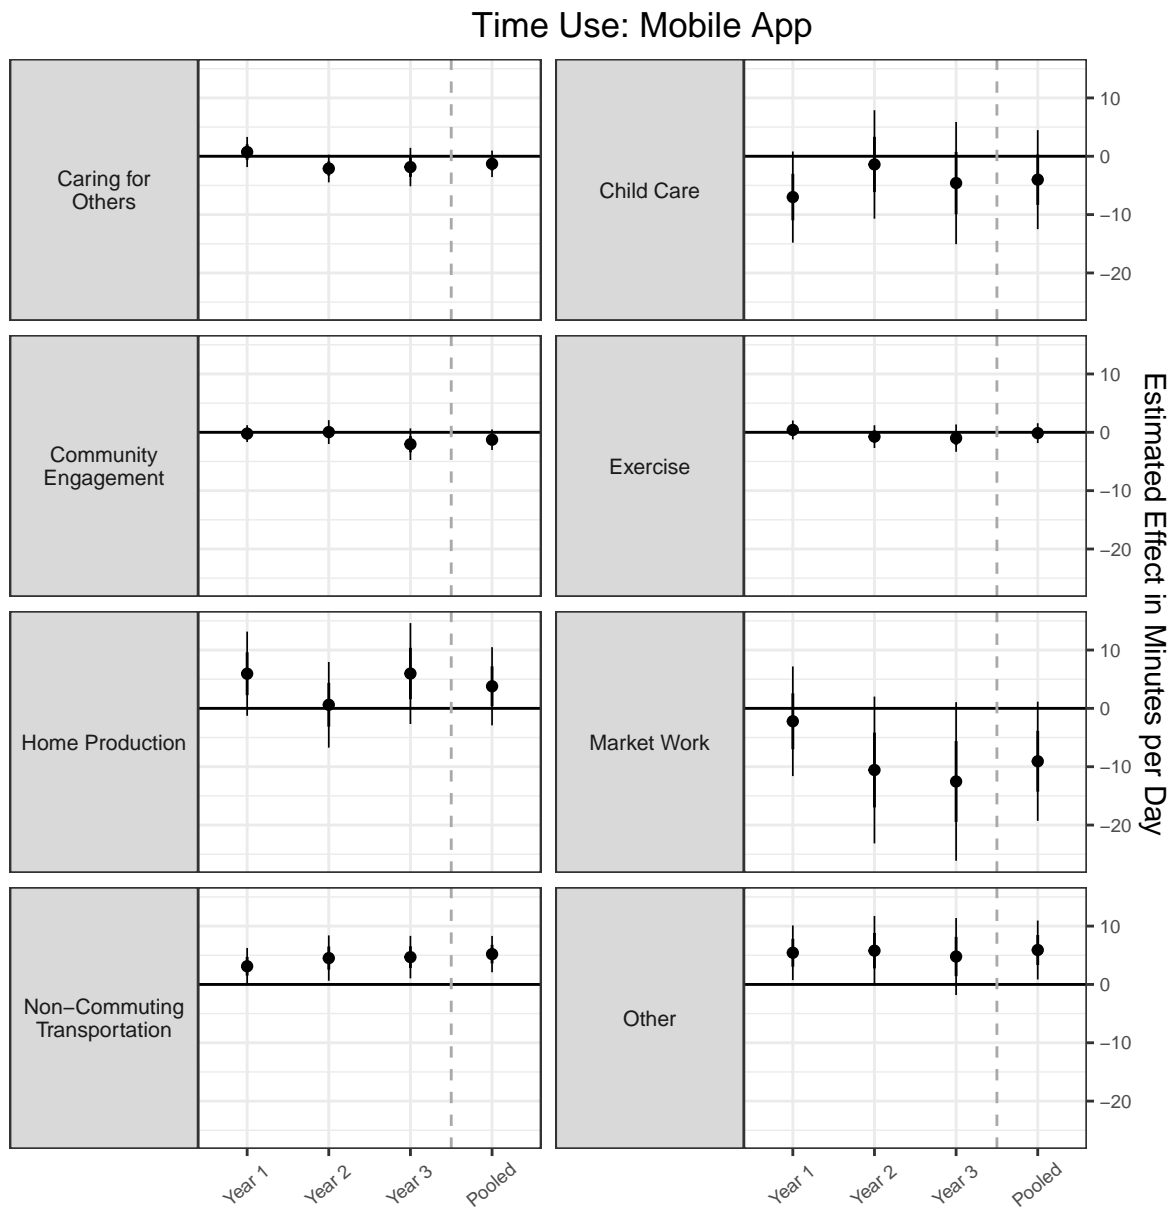 Time Use: Mobile App
Caring for
Others
Child Care
10
0
−10
−20
Community
Engagement
Exercise
10
0
−10
−20
Home Production
Market Work
10
0
−10
−20
Non−Commuting
Transportation
Other
10
0
−10
−20
Estimated Effect in Minutes per Day
Year 1
Year 2
Year 3
Pooled
Year 1
Year 2
Year 3
Pooled